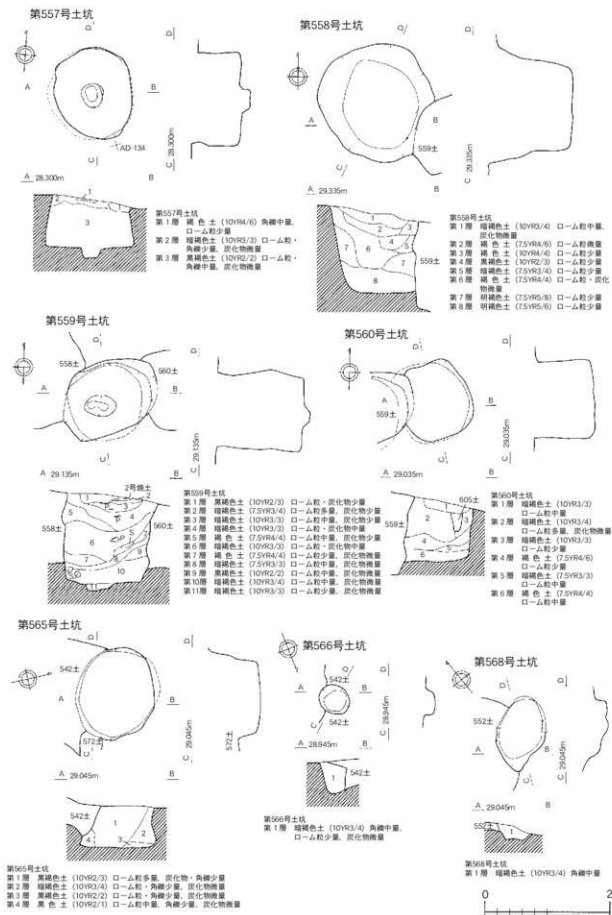 第557号土坑
D
D
A
B
AD-134
C
C 28.300m
A 28.300m
B
1
2
3
557号土坑
第1層 褐色土 (10YR4/6) 角礫中量、
ローム粒少量
第2層 暗褐色土 (10YR3/3) ローム粒・
角礫少量、炭化物微量
第3層 黒褐色土 (10YR2/2) ローム粒・
角礫中量、炭化物微量
第558号土坑
D
D
A
B
559土
C
C 29.335m
A 29.335m
B
1
2
3
4
5
6
7
7
8
559土
558号土坑
第1層 暗褐色土 (10YR3/4) ローム粒中量、
炭化物微量
第2層 褐色土 (7.5YR4/6) ローム粒微量
第3層 褐色土 (10YR4/4) ローム粒少量
第4層 黒褐色土 (10YR2/3) ローム粒少量
第5層 暗褐色土 (7.5YR3/4) ローム粒少量
第6層 褐色土 (7.5YR4/4) ローム粒・炭化
物微量
第7層 明褐色土 (7.5YR5/8) ローム粒少量
第8層 明褐色土 (7.5YR5/6) ローム粒少量
第559号土坑
D
D
558土
560土
A
B
C
C 29.135m
A 29.135m
B
2号焼土
558土
560土
1
2
3
4
5
5
6
7
8
9
10
11
559号土坑
第1層 黒褐色土 (10YR2/3) ローム粒・炭化物少量
第2層 暗褐色土 (7.5YR3/4) ローム粒多量、炭化物少量
第3層 暗褐色土 (10YR3/3) ローム粒中量、炭化物少量
第4層 暗褐色土 (10YR3/3) ローム粒少量、炭化物中量
第5層 褐色土 (7.5YR4/4) ローム粒中量、炭化物少量
第6層 暗褐色土 (10YR3/3) ローム粒・炭化物中量
第7層 褐色土 (7.5YR4/4) ローム粒少量、炭化物微量
第8層 暗褐色土 (7.5YR3/3) ローム粒中量、炭化物微量
第9層 黒褐色土 (10YR2/2) ローム粒中量、炭化物微量
第10層 暗褐色土 (10YR3/4) ローム粒中量、炭化物微量
第11層 暗褐色土 (10YR3/3) ローム粒少量、炭化物微量
第560号土坑
D
D
A
559土
B
C
C 29.035m
A 29.035m
B
605土
559土
1
2
3
4
5
6
560号土坑
第1層 暗褐色土 (10YR3/3)
ローム粒中量
第2層 暗褐色土 (10YR3/4)
ローム粒多量、炭化物微量
第3層 暗褐色土 (10YR3/3)
ローム粒少量
第4層 褐色土 (7.5YR4/6)
ローム粒少量
第5層 暗褐色土 (7.5YR3/3)
ローム粒中量
第6層 褐色土 (7.5YR4/4)
ローム粒中量
第565号土坑
D
D
542土
A
B
572土
C
C 29.045m
572土
A 29.045m
B
542土
1
2
3
4
565号土坑
第1層 黒褐色土 (10YR2/3) ローム粒多量、炭化物・角礫少量
第2層 暗褐色土 (10YR3/4) ローム粒・角礫少量、炭化物微量
第3層 黒褐色土 (10YR2/2) ローム粒・角礫少量、炭化物微量
第4層 黒色土 (10YR2/1) ローム粒中量、角礫少量、炭化物微量
第566号土坑
542土
D
D
A
B
C
542土
C 28.945m
A 28.945m
B
542土
1
566号土坑
第1層 暗褐色土 (10YR3/4) 角礫中量、
ローム粒少量、炭化物微量
第568号土坑
D
D
552土
A
B
C
C 29.045m
A 29.045m
B
552土
1
568号土坑
第1層 暗褐色土 (10YR3/4) 角礫中量
0
2